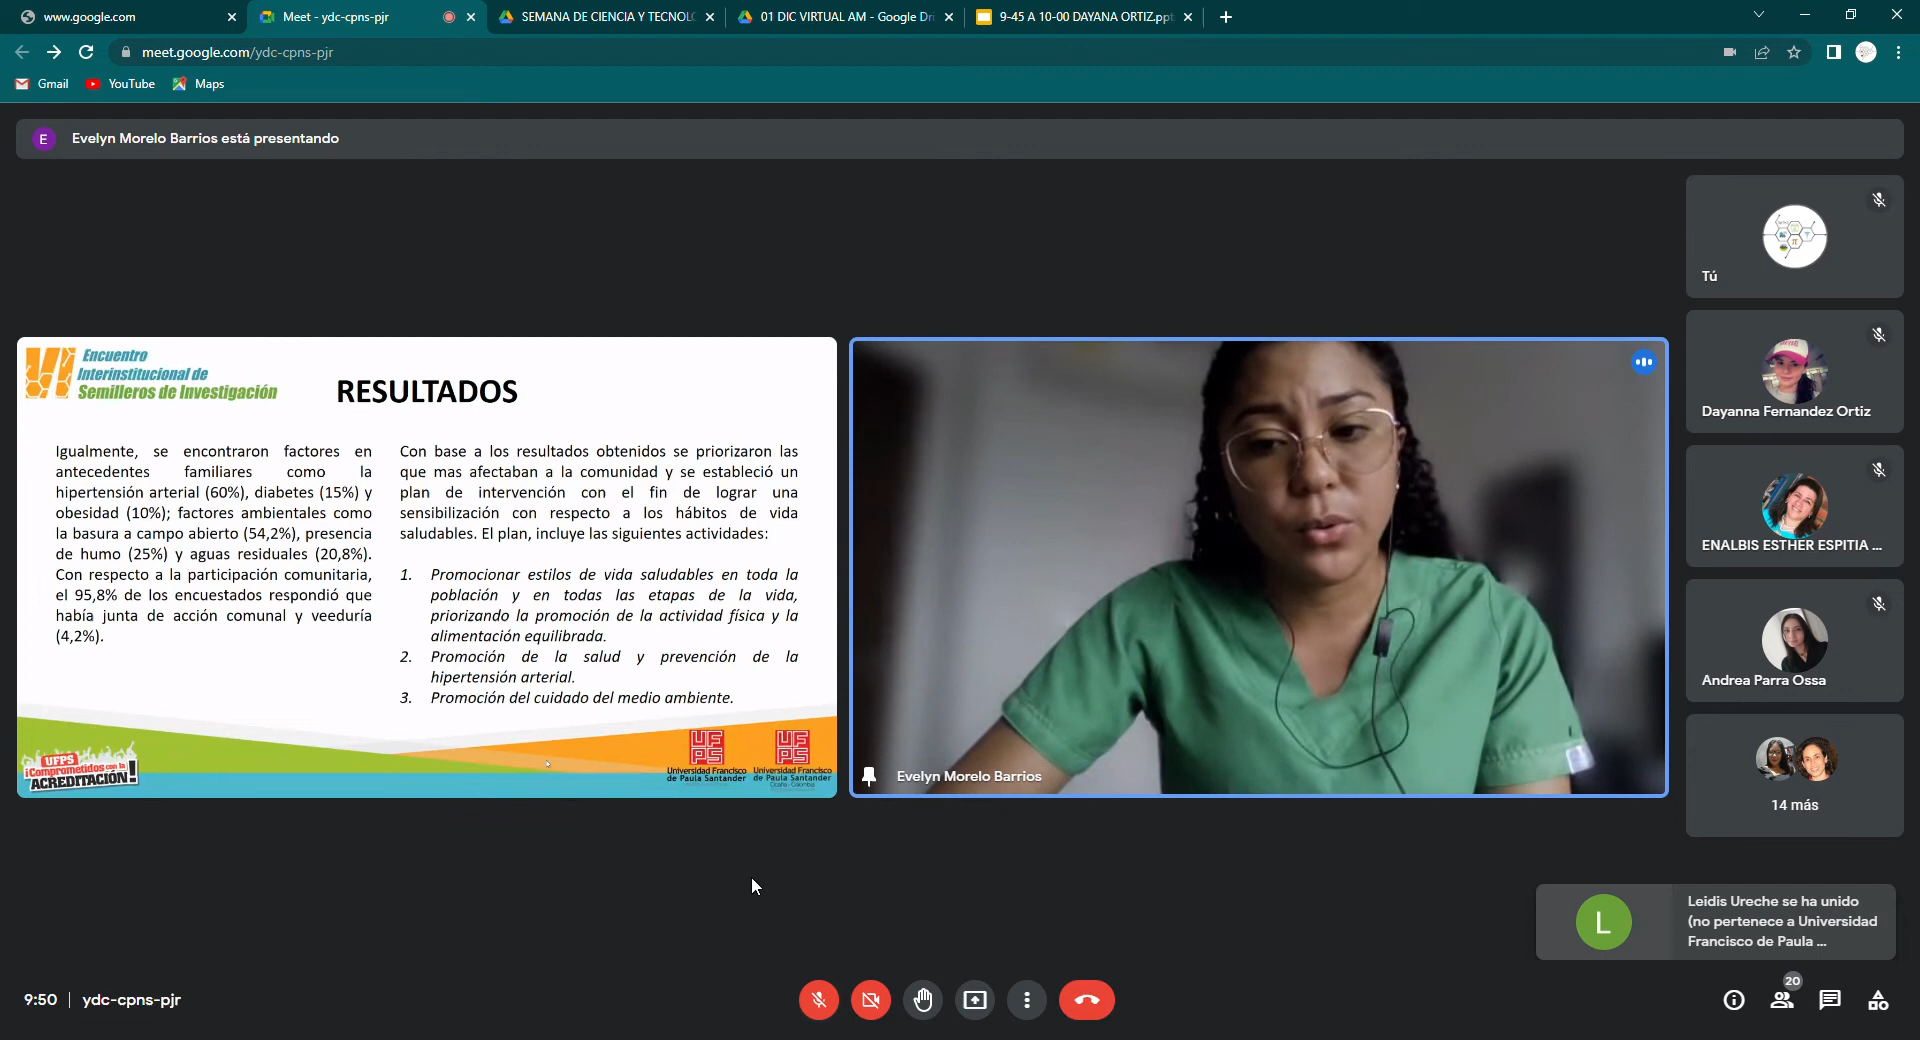 www.google.com
Meet - ydc-cpns-pjr
SEMANA DE CIENCIA Y TECNOLO
01 DIC VIRTUAL AM - Google Dri
9-45 A 10-00 DAYANA ORTIZ.ppt
meet.google.com/ydc-cpns-pjr
Gmail
YouTube
Maps
E
Evelyn Morelo Barrios está presentando
Encuentro
Interinstitucional de
Semilleros de Investigación
RESULTADOS
Igualmente, se encontraron factores en
antecedentes familiares como la
hipertensión arterial (60%), diabetes (15%) y
obesidad (10%); factores ambientales como
la basura a campo abierto (54,2%), presencia
de humo (25%) y aguas residuales (20,8%).
Con respecto a la participación comunitaria,
el 95,8% de los encuestados respondió que
había junta de acción comunal y veeduría
(4,2%).
Con base a los resultados obtenidos se priorizaron las
que mas afectaban a la comunidad y se estableció un
plan de intervención con el fin de lograr una
sensibilización con respecto a los hábitos de vida
saludables. El plan, incluye las siguientes actividades:
1. Promocionar estilos de vida saludables en toda la
población y en todas las etapas de la vida,
priorizando la promoción de la actividad física y la
alimentación equilibrada.
2. Promoción de la salud y prevención de la
hipertensión arterial.
3. Promoción del cuidado del medio ambiente.
UFPS
¡Comprometidos con la
ACREDITACIÓN!
UFPS
Universidad Francisco
de Paula Santander
UFPS
Universidad Francisco
de Paula Santander
Ocaña - Colombia
Evelyn Morelo Barrios
Tú
Dayanna Fernandez Ortiz
ENALBIS ESTHER ESPITIA ...
Andrea Parra Ossa
14 más
L
Leidis Ureche se ha unido
(no pertenece a Universidad
Francisco de Paula ...
9:50 | ydc-cpns-pjr
20